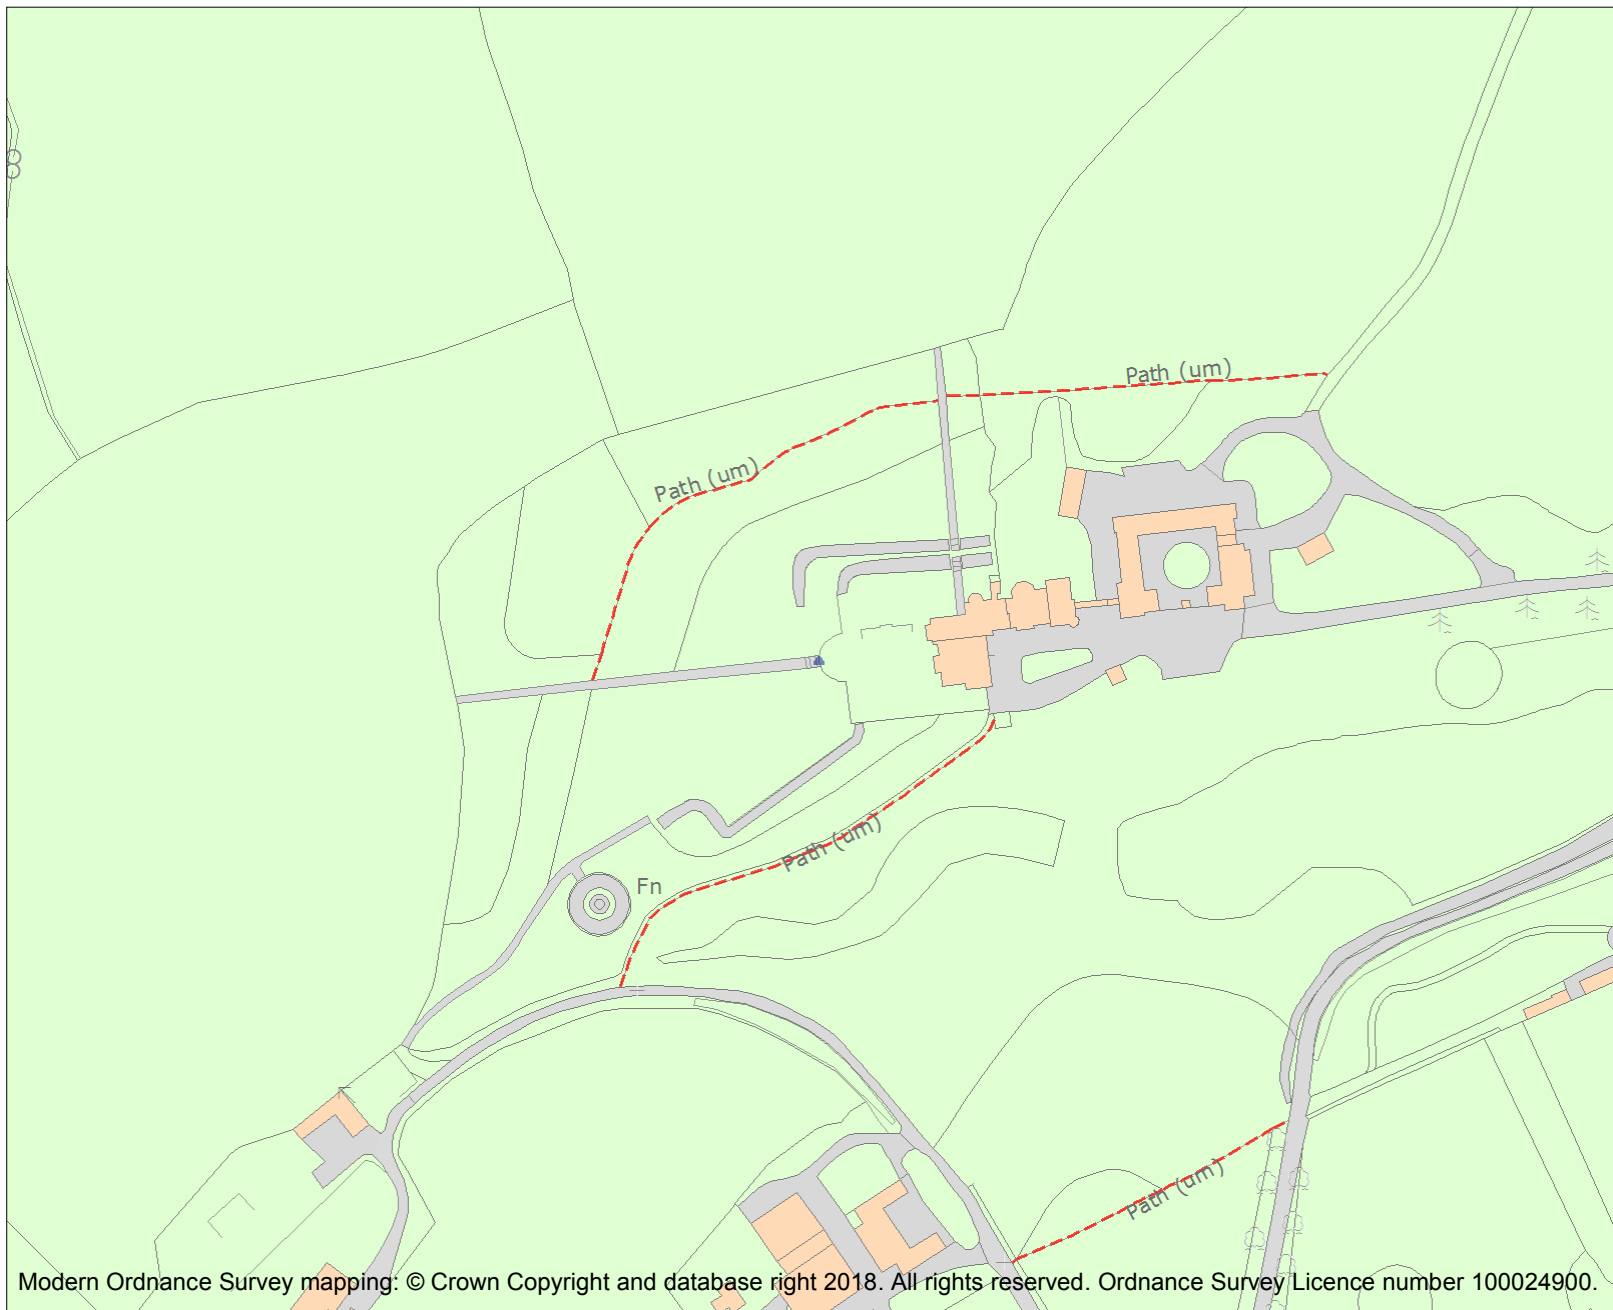 Path (um)
Path (um)
Path (um)
Fn
Path (um)
Modern Ordnance Survey mapping: © Crown Copyright and database right 2018. All rights reserved. Ordnance Survey Licence number 100024900.